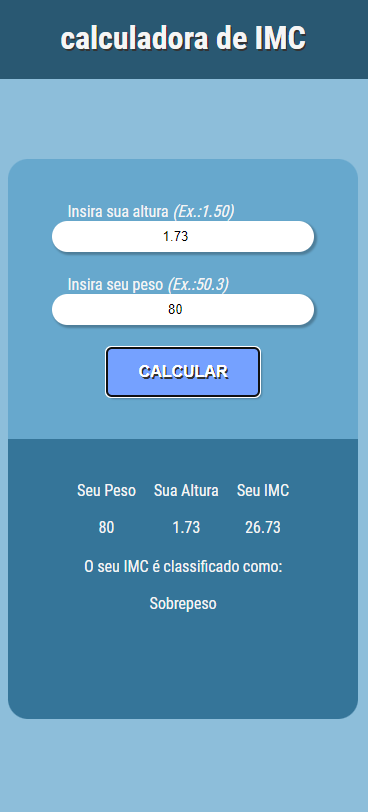 calculadora de IMC
Insira sua altura (Ex.:1.50)
1.73
Insira seu peso (Ex.:50.3)
80
CALCULAR
Seu Peso Sua Altura Seu IMC
80 1.73 26.73
O seu IMC é classificado como:
Sobrepeso